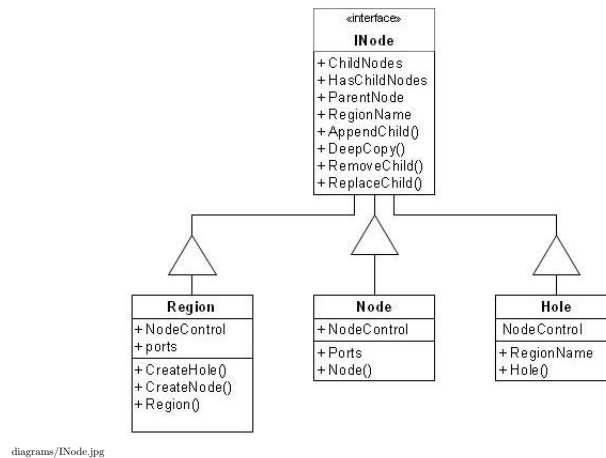 «interface»
INode
+ ChildNodes
+ HasChildNodes
+ ParentNode
+ RegionName
+ AppendChild()
+ DeepCopy()
+ RemoveChild()
+ ReplaceChild()
Region
+ NodeControl
+ ports
+ CreateHole()
+ CreateNode()
+ Region()
Node
+ NodeControl
+ Ports
+ Node()
Hole
NodeControl
+ RegionName
+ Hole()
diagrams/INode.jpg